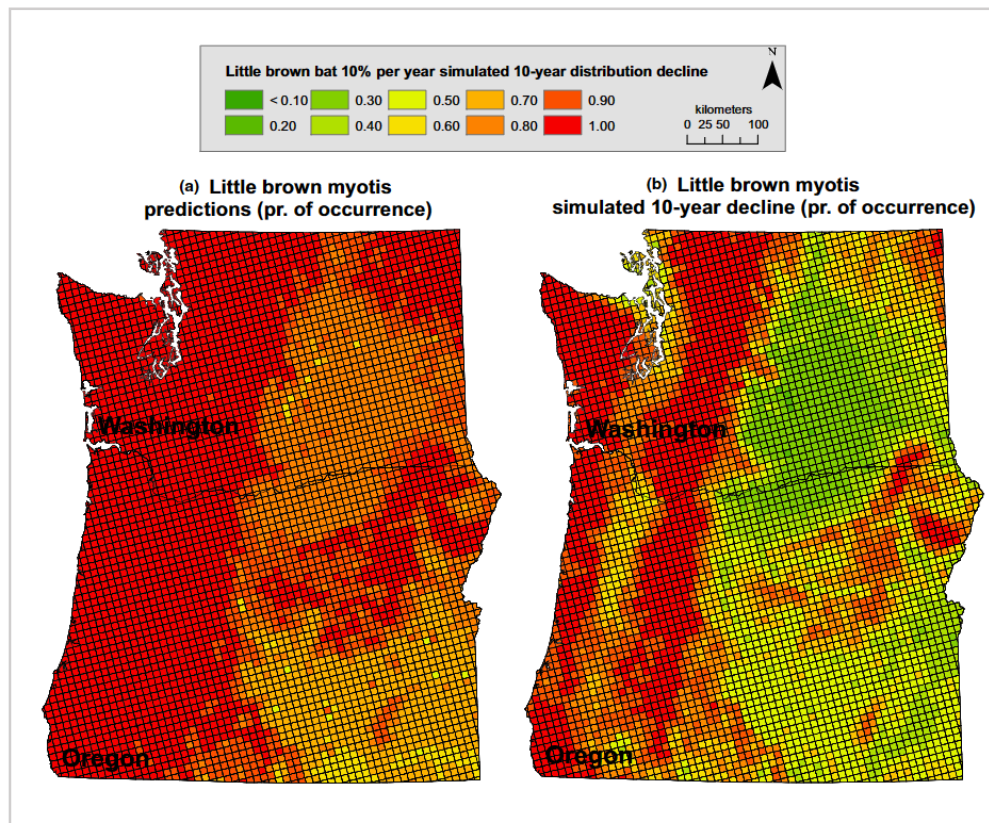 N
Little brown bat 10% per year simulated 10-year distribution decline
< 0.10 0.30 0.50 0.70 0.90
0.20 0.40 0.60 0.80 1.00
kilometers
0 25 50 100
(a) Little brown myotis
predictions (pr. of occurrence)
(b) Little brown myotis
simulated 10-year decline (pr. of occurrence)
Washington
Oregon
Washington
Oregon